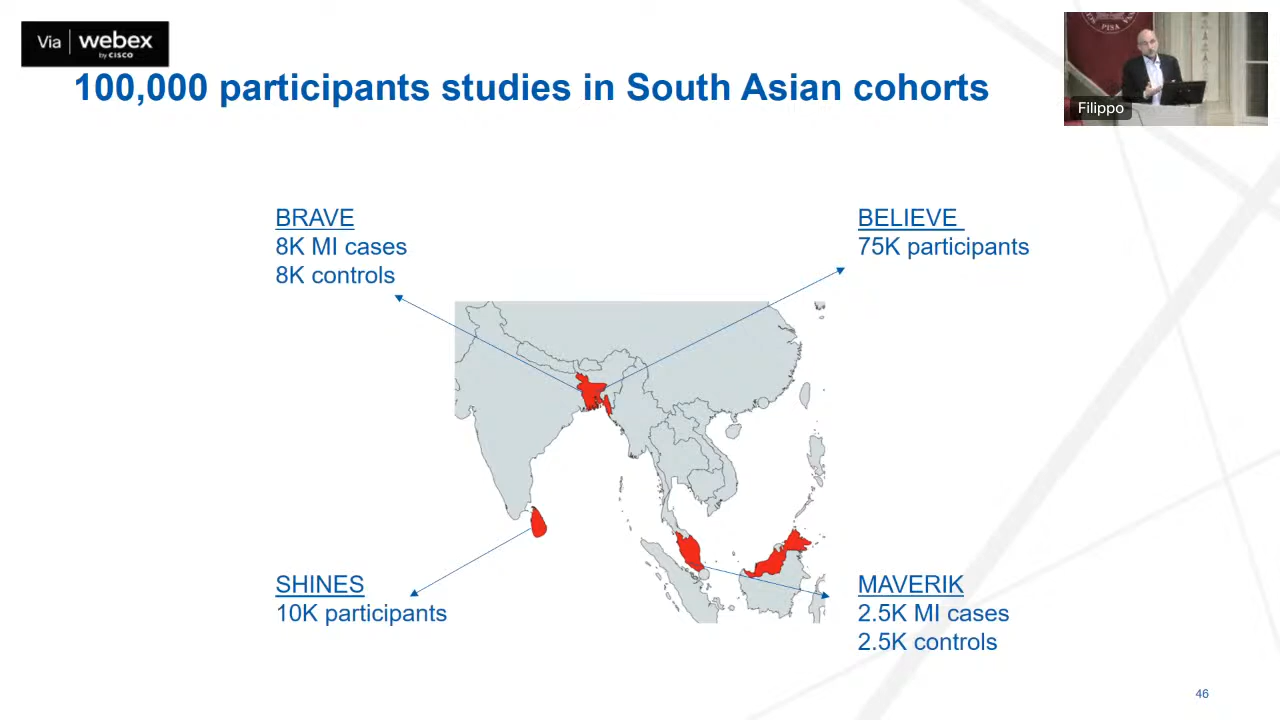 Via webex
by CISCO
100,000 participants studies in South Asian cohorts
PISA
Filippo
BRAVE
8K MI cases
8K controls
BELIEVE
75K participants
SHINES
10K participants
MAVERIK
2.5K MI cases
2.5K controls
46